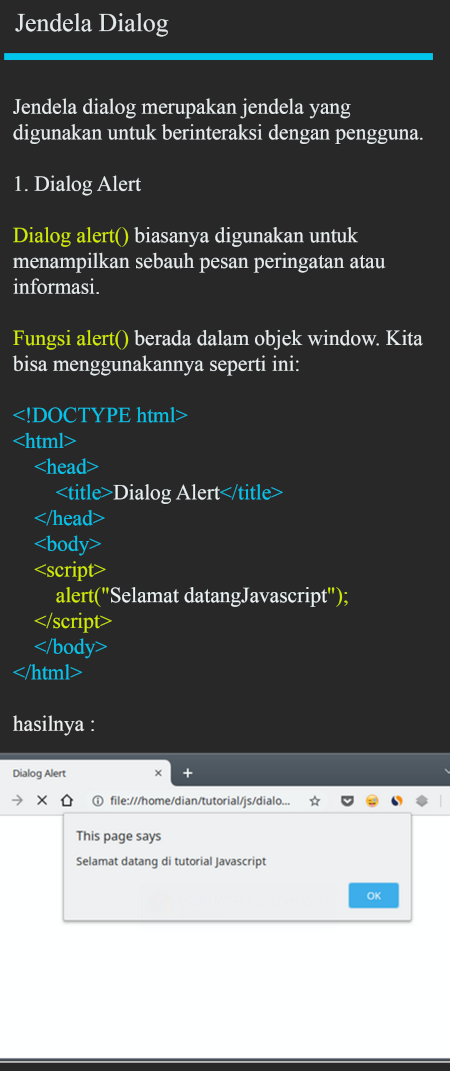 Jendela Dialog
Jendela dialog merupakan jendela yang
digunakan untuk berinteraksi dengan pengguna.
1. Dialog Alert
Dialog alert() biasanya digunakan untuk
menampilkan sebauh pesan peringatan atau
informasi.
Fungsi alert() berada dalam objek window. Kita
bisa menggunakannya seperti ini:
<!DOCTYPE html>
<html>
<head>
<title>Dialog Alert</title>
</head>
<body>
<script>
alert("Selamat datangJavascript");
</script>
</body>
</html>
hasilnya :
Dialog Alert
file:///home/dian/tutorial/js/dialo...
This page says
Selamat datang di tutorial Javascript
OK